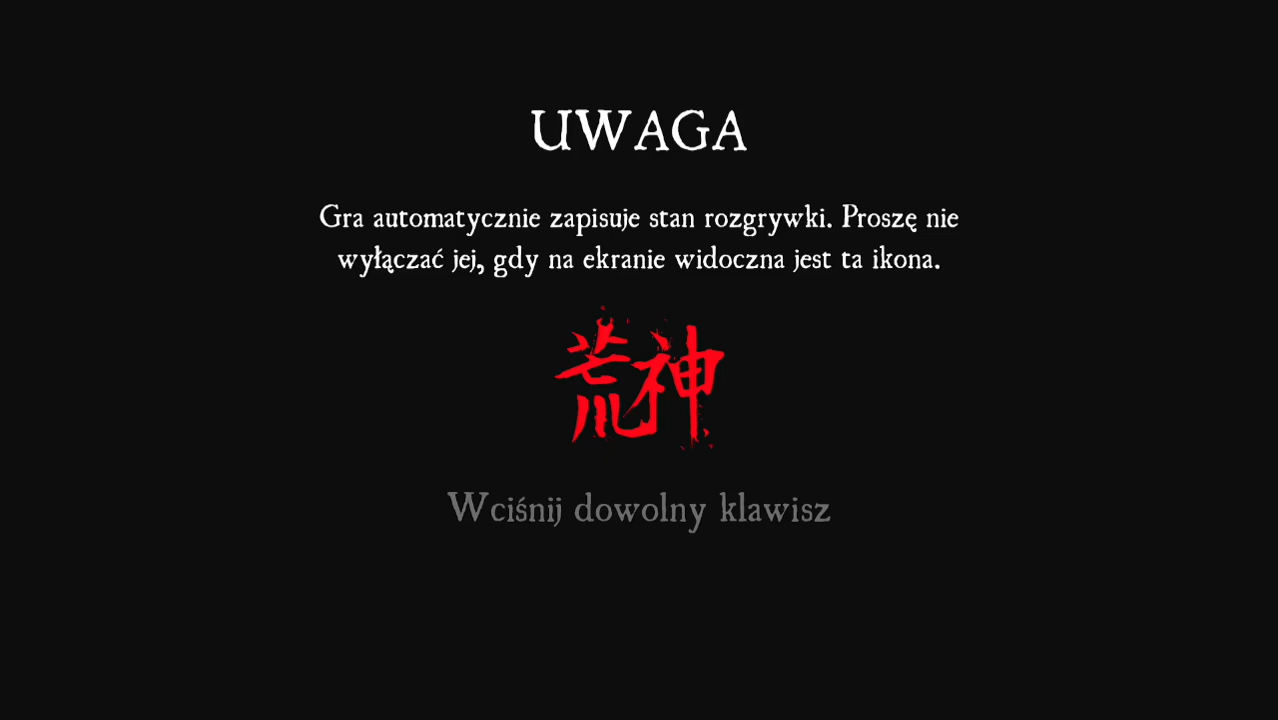 UWAGA
Gra automatycznie zapisuje stan rozgrywki. Proszę nie
wyłączać jej, gdy na ekranie widoczna jest ta ikona.
荒神
Wciśnij dowolny klawisz